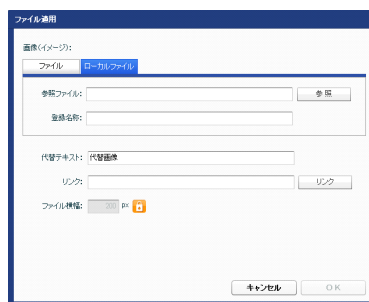 ファイル適用
画像(イメージ):
ファイル ローカルファイル
参照ファイル: 参照
登録名称:
代替テキスト: 代替画像
リンク: リンク
ファイル横幅: px
キャンセル OK